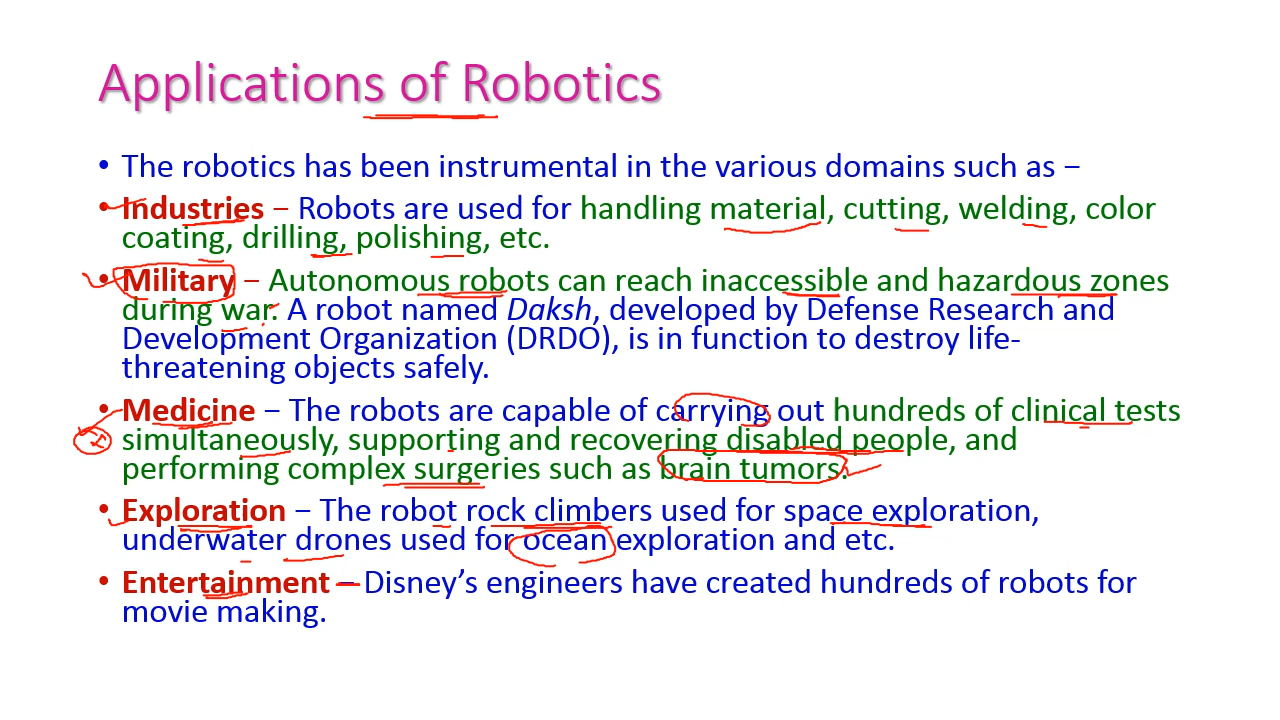 Applications of Robotics
• The robotics has been instrumental in the various domains such as −
• Industries − Robots are used for handling material, cutting, welding, color
coating, drilling, polishing, etc.
• Military − Autonomous robots can reach inaccessible and hazardous zones
during war. A robot named Daksh, developed by Defense Research and
Development Organization (DRDO), is in function to destroy life-
threatening objects safely.
• Medicine − The robots are capable of carrying out hundreds of clinical tests
simultaneously, supporting and recovering disabled people, and
performing complex surgeries such as brain tumors.
• Exploration − The robot rock climbers used for space exploration,
underwater drones used for ocean exploration and etc.
• Entertainment − Disney’s engineers have created hundreds of robots for
movie making.